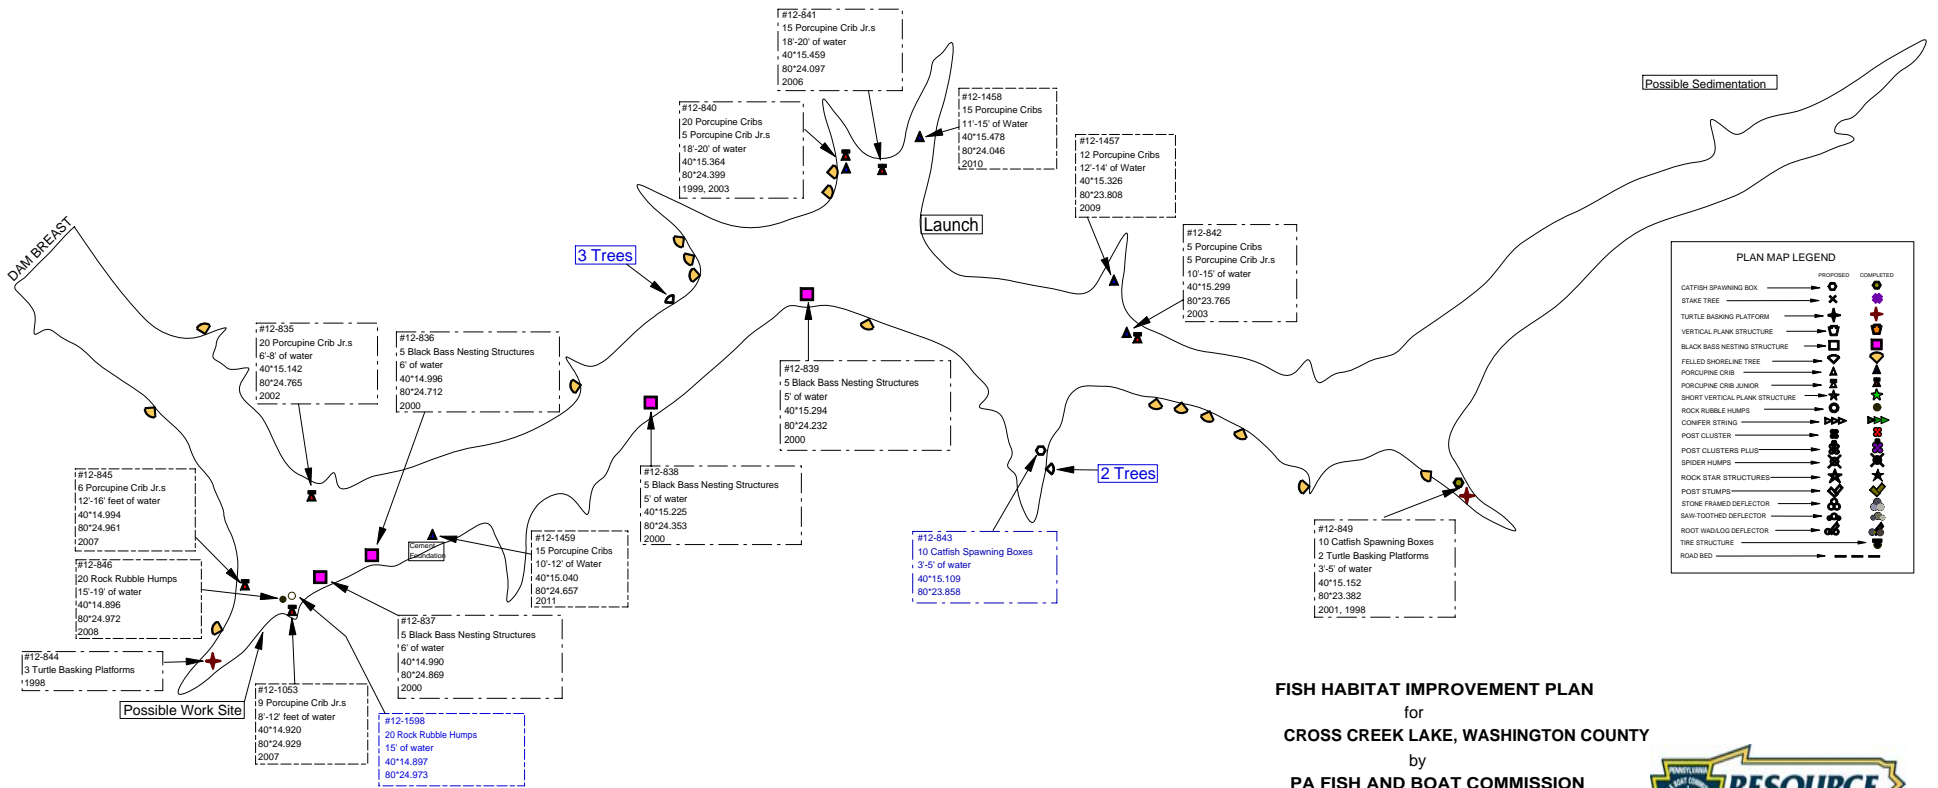 #12-841
15 Porcupine Crib Jr.s
18'-20' of water
40*15.459
80*24.097
2006
#12-840
20 Porcupine Cribs
5 Porcupine Crib Jr.s
18'-20' of water
40*15.364
80*24.399
1999, 2003
#12-1458
15 Porcupine Cribs
11'-15' of Water
40*15.478
80*24.046
2010
#12-1457
12 Porcupine Cribs
12'-14' of Water
40*15.326
80*23.808
2009
#12-842
5 Porcupine Cribs
5 Porcupine Crib Jr.s
10'-15' of water
40*15.299
80*23.765
2003
Possible Sedimentation
DAM BREAST
3 Trees
Launch
#12-835
20 Porcupine Crib Jr.s
6'-8' of water
40*15.142
80*24.765
2002
#12-836
5 Black Bass Nesting Structures
6' of water
40*14.996
80*24.712
2000
#12-839
5 Black Bass Nesting Structures
5' of water
40*15.294
80*24.232
2000
#12-838
5 Black Bass Nesting Structures
5' of water
40*15.225
80*24.353
2000
2 Trees
#12-845
6 Porcupine Crib Jr.s
12'-16' feet of water
40*14.994
80*24.961
2007
#12-846
20 Rock Rubble Humps
15'-19' of water
40*14.896
80*24.972
2008
#12-844
3 Turtle Basking Platforms
1998
Possible Work Site
#12-1053
9 Porcupine Crib Jr.s
8'-12' feet of water
40*14.920
80*24.929
2007
#12-1598
20 Rock Rubble Humps
15' of water
40*14.897
80*24.973
#12-837
5 Black Bass Nesting Structures
6' of water
40*14.990
80*24.869
2000
Cement
Foundation
#12-1459
15 Porcupine Cribs
10'-12' of Water
40*15.040
80*24.657
2011
#12-843
10 Catfish Spawning Boxes
3'-5' of water
40*15.109
80*23.858
#12-849
10 Catfish Spawning Boxes
2 Turtle Basking Platforms
3'-5' of water
40*15.152
80*23.382
2001, 1998
PLAN MAP LEGEND
PROPOSED COMPLETED
CATFISH SPAWNING BOX
STAKE TREE
TURTLE BASKING PLATFORM
VERTICAL PLANK STRUCTURE
BLACK BASS NESTING STRUCTURE
FELLED SHORELINE TREE
PORCUPINE CRIB
PORCUPINE CRIB JUNIOR
SHORT VERTICAL PLANK STRUCTURE
ROCK RUBBLE HUMPS
CONIFER STRING
POST CLUSTER
POST CLUSTERS PLUS
SPIDER HUMPS
ROCK STAR STRUCTURES
POST STUMPS
STONE FRAMED DEFLECTOR
SAW-TOOTHED DEFLECTOR
ROOT WAD/LOG DEFLECTOR
TIRE STRUCTURE
ROAD BED
FISH HABITAT IMPROVEMENT PLAN
for
CROSS CREEK LAKE, WASHINGTON COUNTY
by
PA FISH AND BOAT COMMISSION
PENNSYLVANIA
RESOURCE